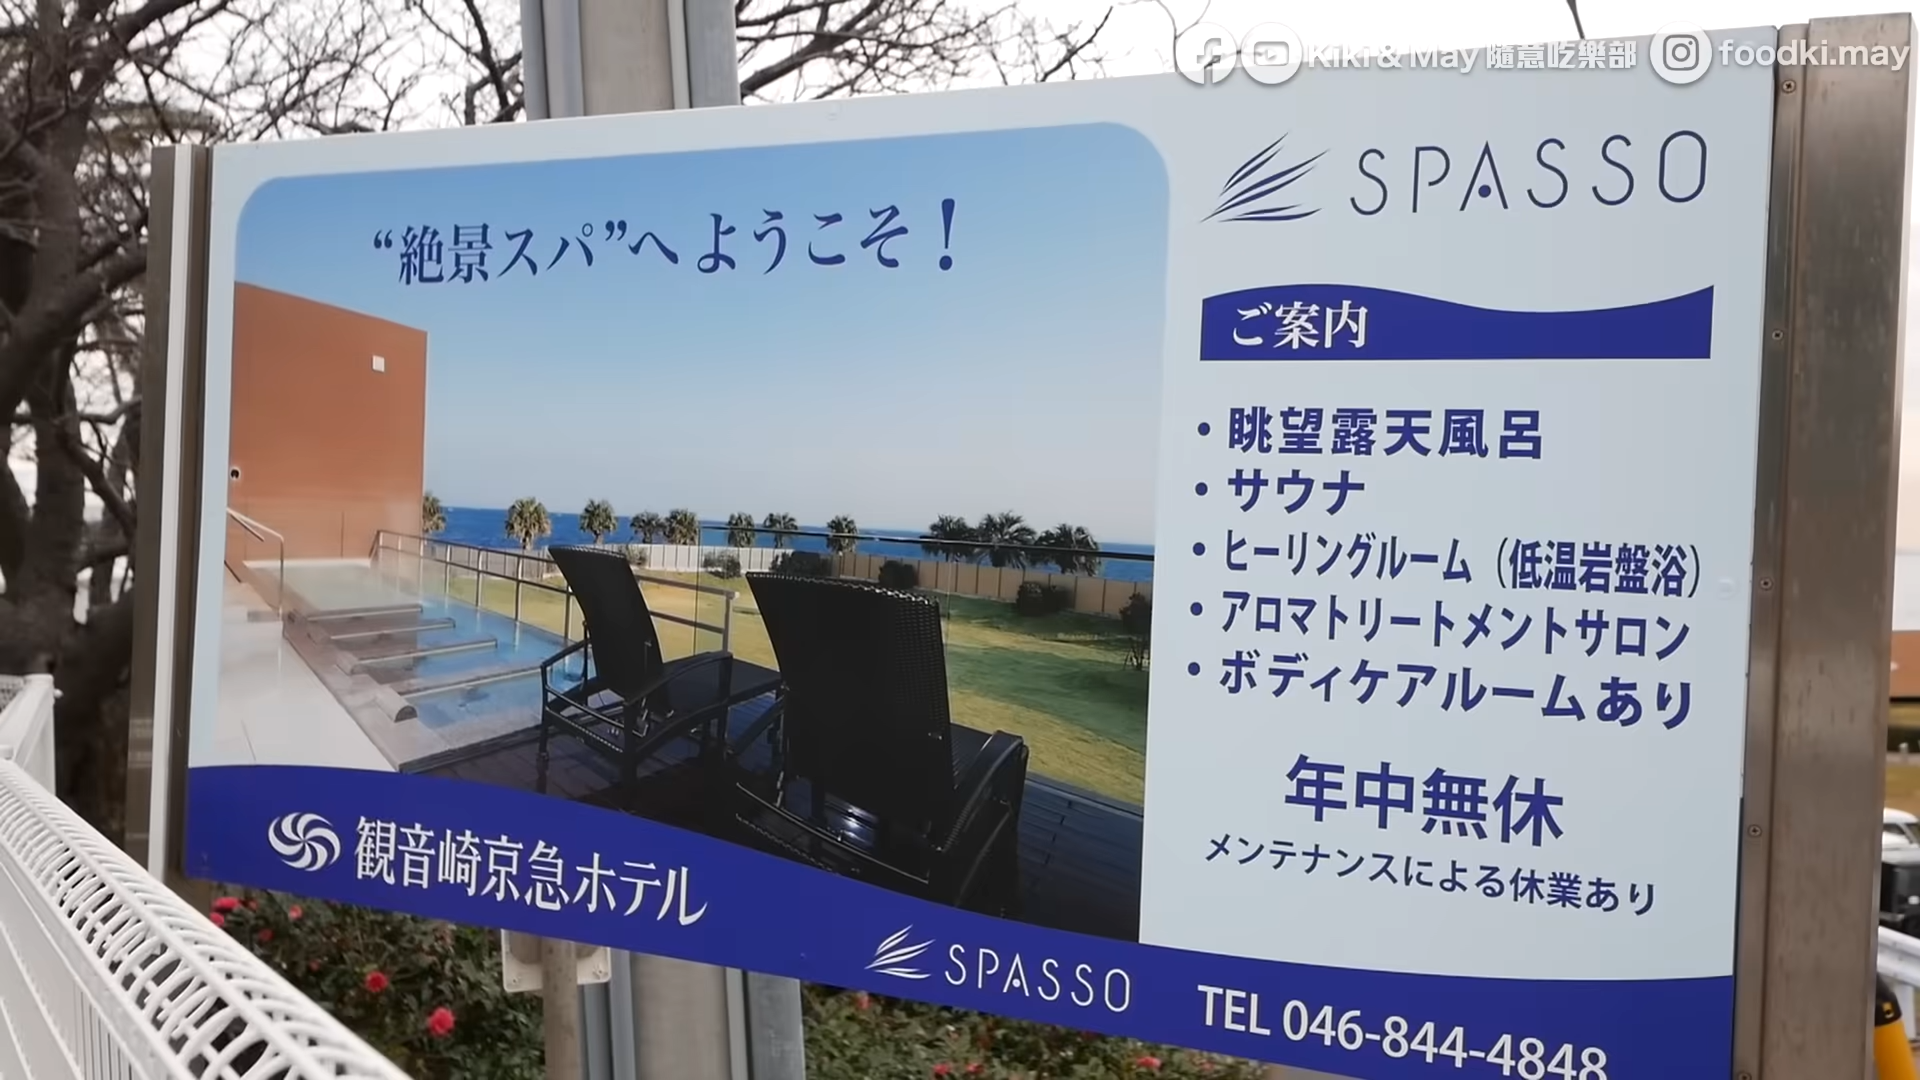 Kiki & May 隨意吃樂部 foodki.may
SPASSO
“絶景スパ”へようこそ！
ご案内
・眺望露天風呂
・サウナ
・ヒーリングルーム（低温岩盤浴）
・アロマトリートメントサロン
・ボディケアルームあり
年中無休
メンテナンスによる休業あり
観音崎京急ホテル
SPASSO
TEL 046-844-4848